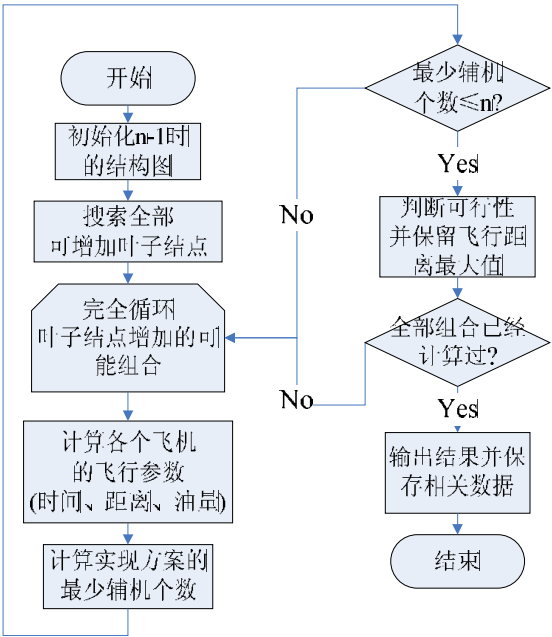 开始
初始化n-1时
的结构图
搜索全部
可增加叶子结点
完全循环
叶子结点增加的可
能组合
计算各个飞机
的飞行参数
(时间、距离、油量)
计算实现方案的
最少辅机个数
最少辅机
个数≤n?
No
Yes
判断可行性
并保留飞行距
离最大值
全部组合已经
计算过?
No
Yes
输出结果并保
存相关数据
结束